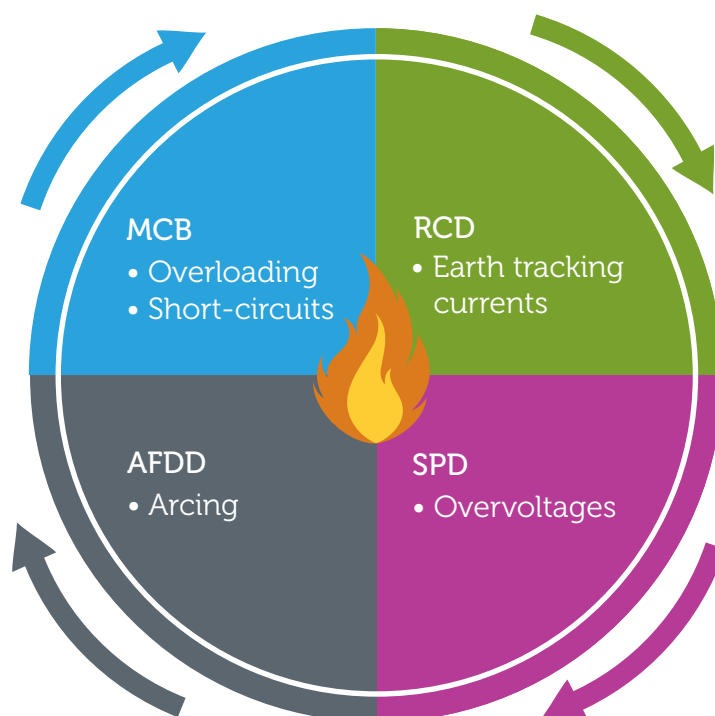 MCB
• Overloading
• Short-circuits
RCD
• Earth tracking
currents
AFDD
• Arcing
SPD
• Overvoltages